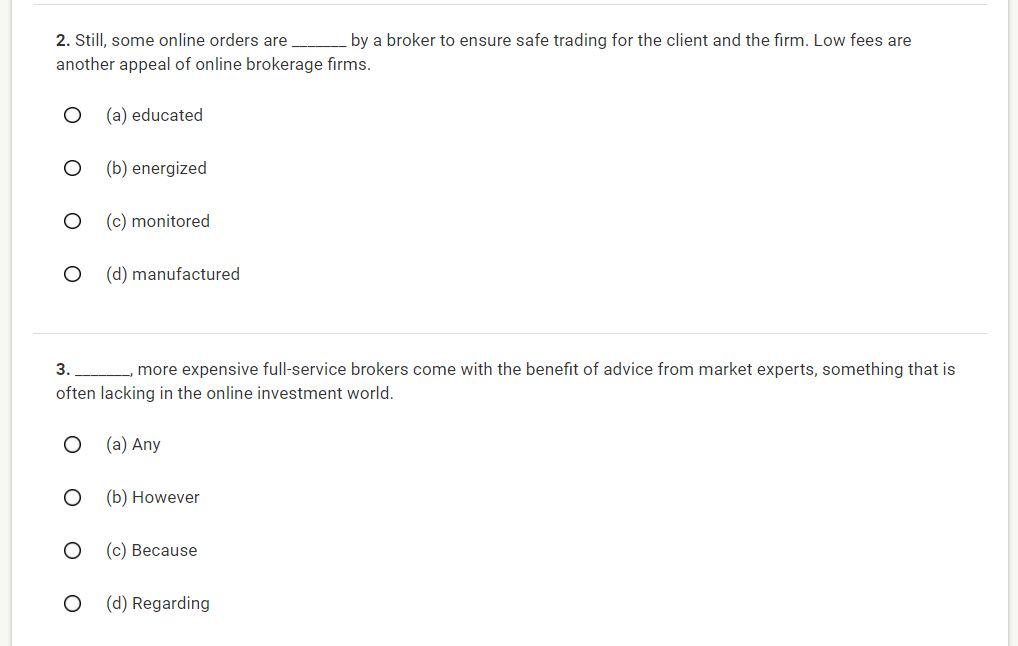 2. Still, some online orders are _______ by a broker to ensure safe trading for the client and the firm. Low fees are
another appeal of online brokerage firms.
(a) educated
(b) energized
(c) monitored
(d) manufactured
3. _______, more expensive full-service brokers come with the benefit of advice from market experts, something that is
often lacking in the online investment world.
(a) Any
(b) However
(c) Because
(d) Regarding